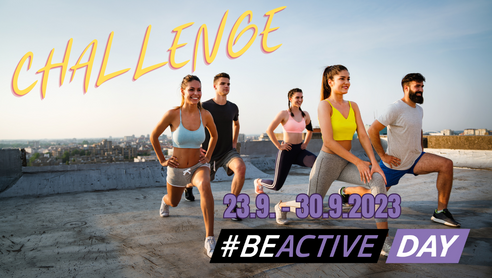 CHALLENGE
23.9. - 30.9.2023
#BEACTIVE DAY